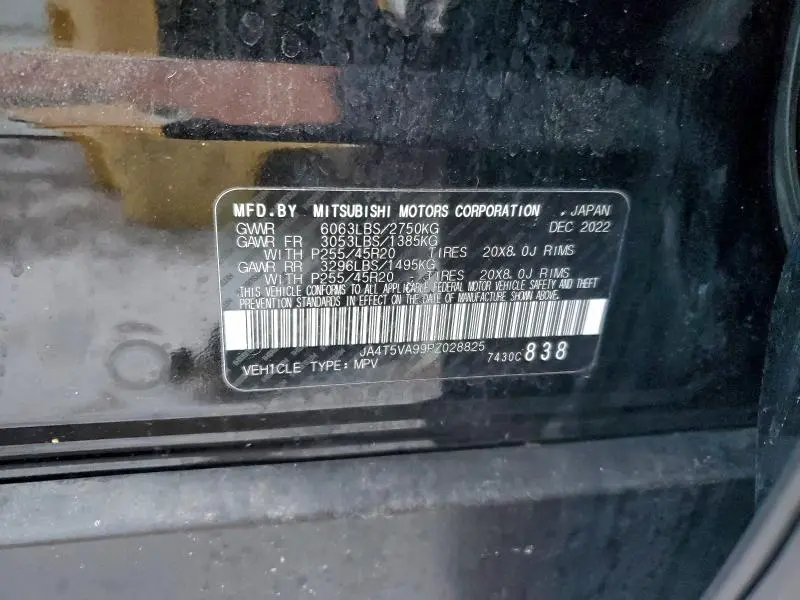 MFD.BY MITSUBISHI MOTORS CORPORATION , JAPAN
GVWR 6063LBS/2750KG DEC 2022
GAWR FR 3053LBS/1385KG
WITH P255/45R20 - TIRES 20X8.0J RIMS
GAWR RR 3296LBS/1495KG
WITH P255/45R20 - TIRES 20X8.0J RIMS
THIS VEHICLE CONFORMS TO ALL APPLICABLE FEDERAL MOTOR VEHICLE SAFETY AND THEFT
PREVENTION STANDARDS IN EFFECT ON THE DATE OF MANUFACTURE SHOWN ABOVE.
JA4T5VA99PZ028825
VEHICLE TYPE: MPV 7430C 838